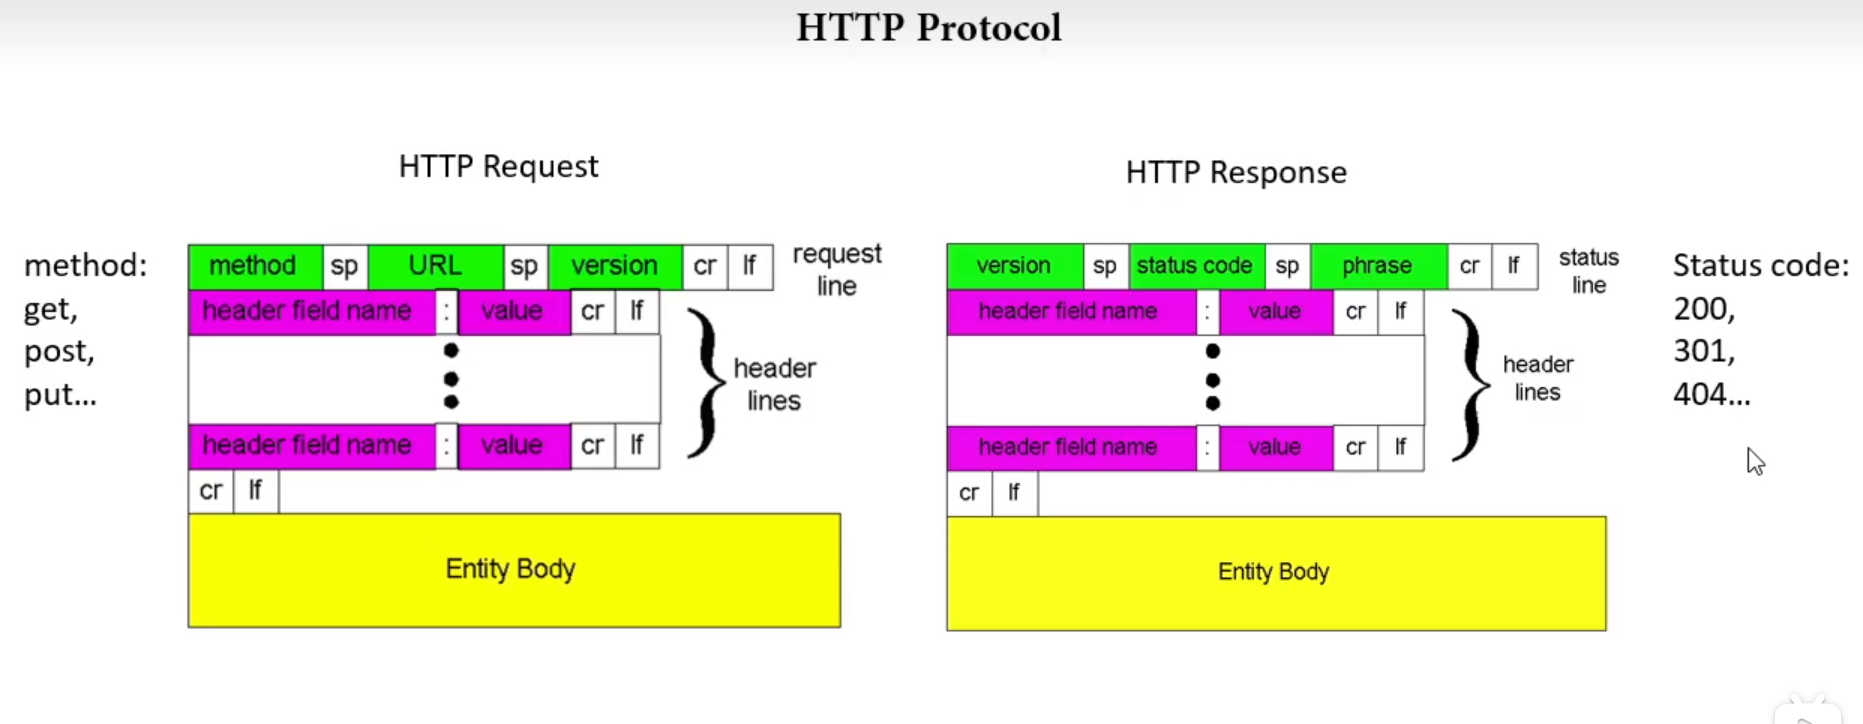 HTTP Protocol
HTTP Request
method:
get,
post,
put...
method sp URL sp version cr lf
request
line
header field name : value cr lf
header
lines
header field name : value cr lf
cr lf
Entity Body
HTTP Response
version sp status code sp phrase cr lf
status
line
header field name : value cr lf
header
lines
header field name : value cr lf
cr lf
Entity Body
Status code:
200,
301,
404...